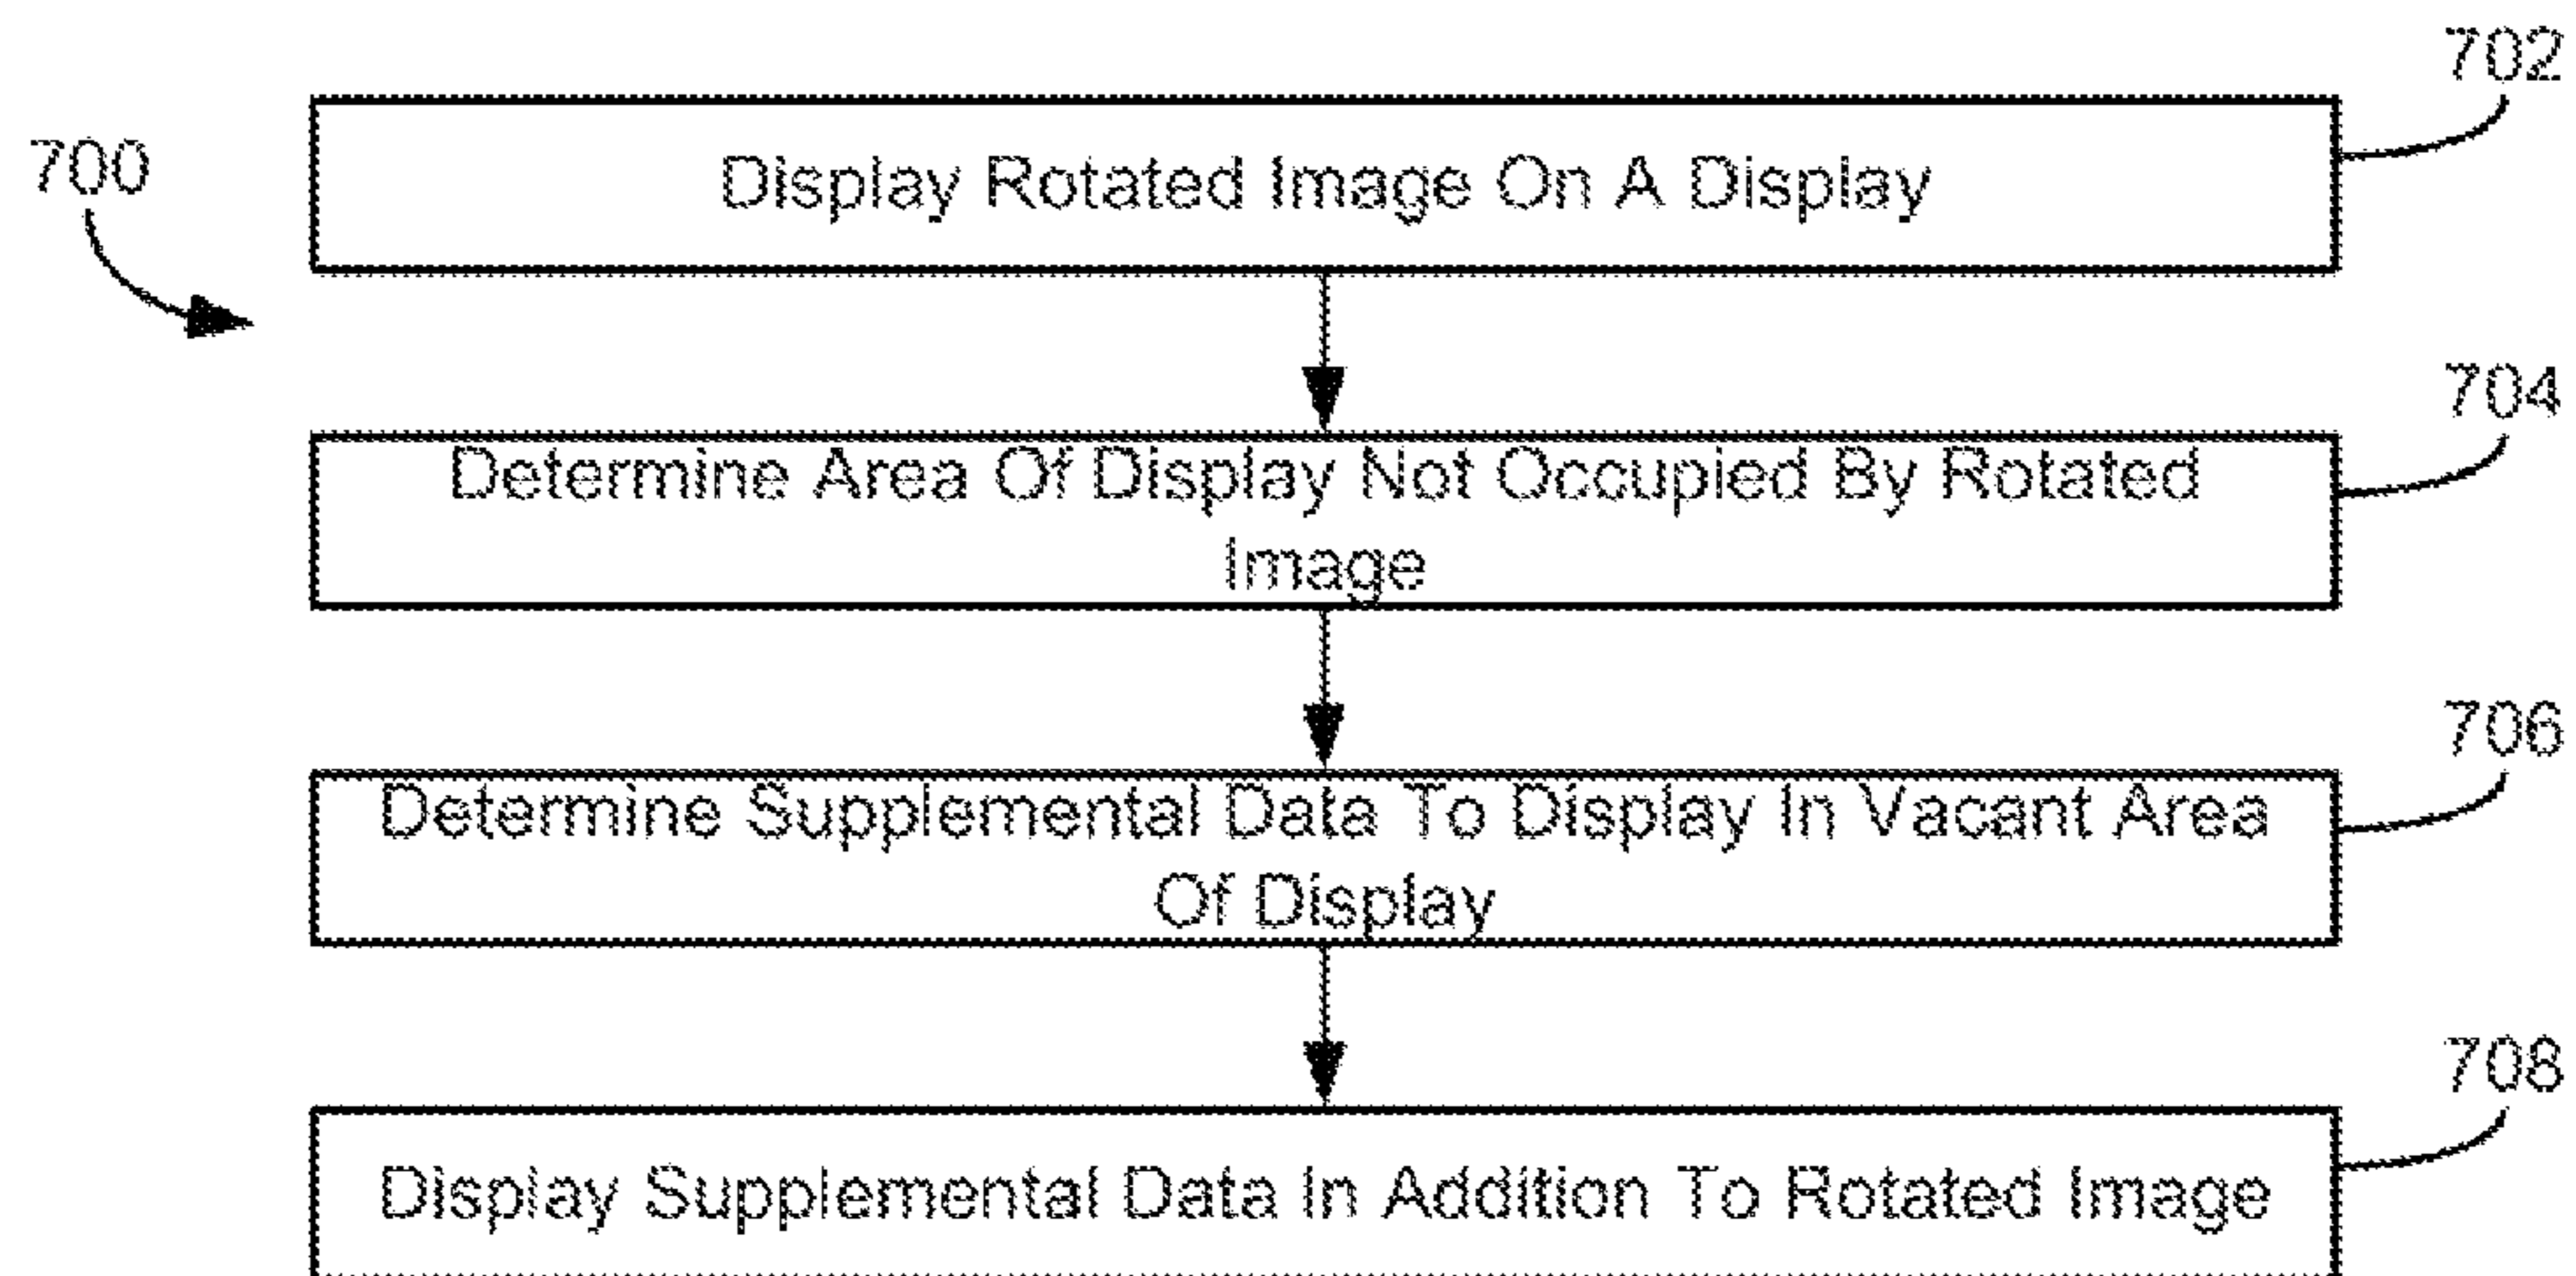 702
700
Display Rotated Image On A Display
704
Determine Area Of Display Not Occupied By Rotated
Image
706
Determine Supplemental Data To Display In Vacant Area
Of Display
708
Display Supplemental Data In Addition To Rotated Image